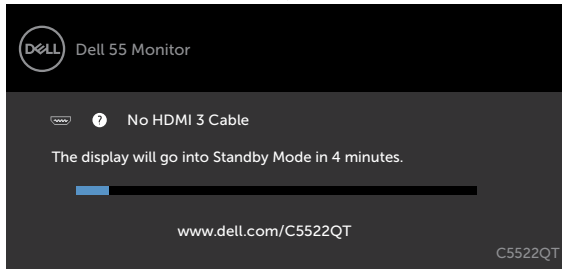 DELL
Dell 55 Monitor
? No HDMI 3 Cable
The display will go into Standby Mode in 4 minutes.
www.dell.com/C5522QT
C5522QT